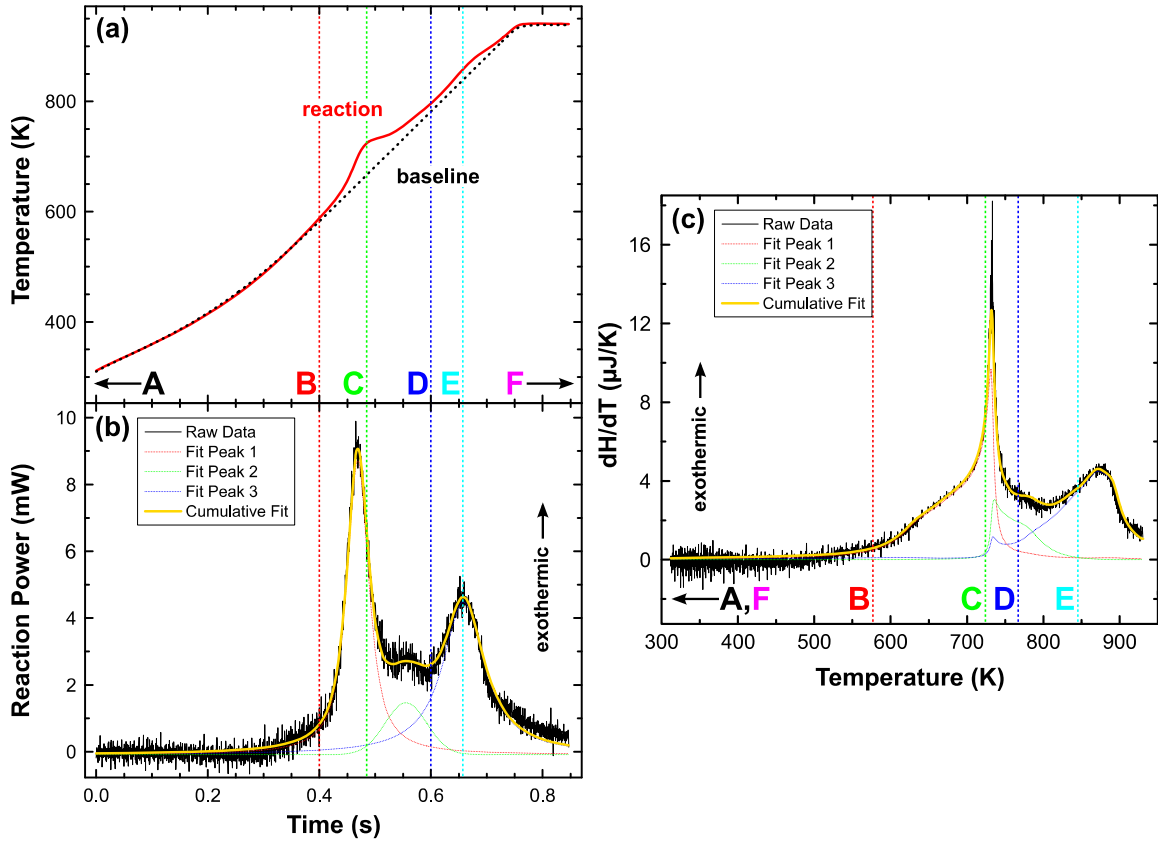 (a)
Temperature (K)
800
600
400
reaction
baseline
A
B
C
D
E
F
(b)
Reaction Power (mW)
10
8
6
4
2
0
Raw Data
Fit Peak 1
Fit Peak 2
Fit Peak 3
Cumulative Fit
exothermic
0.0 0.2 0.4 0.6 0.8
Time (s)
(c)
dH/dT (µJ/K)
16
12
8
4
0
Raw Data
Fit Peak 1
Fit Peak 2
Fit Peak 3
Cumulative Fit
exothermic
A,F
B
C
D
E
300 400 500 600 700 800 900
Temperature (K)